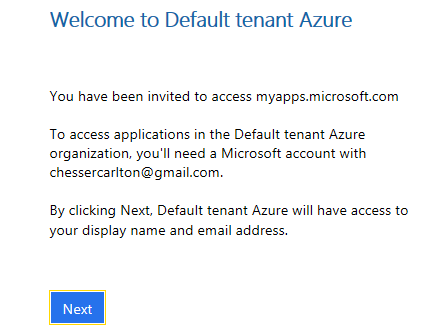 Welcome to Default tenant Azure
You have been invited to access myapps.microsoft.com
To access applications in the Default tenant Azure
organization, you'll need a Microsoft account with
chessercarlton@gmail.com.
By clicking Next, Default tenant Azure will have access to
your display name and email address.
Next